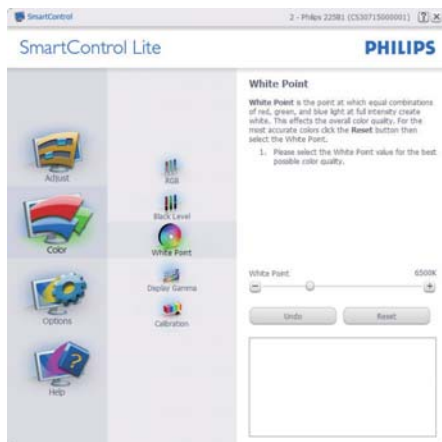 SmartControl
2 - Philips 225B1 (CS30715000001)
SmartControl Lite
PHILIPS
Adjust
Color
Options
Help
RGB
Black Level
White Point
Display Gamma
Calibration
White Point
White Point is the point at which equal combinations
of red, green, and blue light at full intensity create
white. This effects the overall color quality. For the
most accurate colors click the Reset button then
select the White Point.
1. Please select the White Point value for the best
possible color quality.
White Point 6500K
Undo Reset